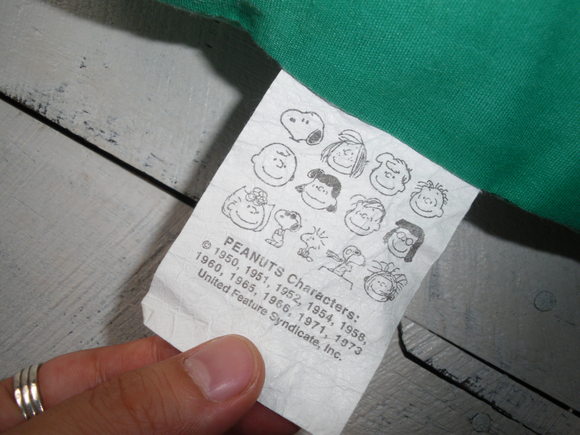 PEANUTS Characters:
© 1950, 1951, 1952, 1954, 1958,
1960, 1965, 1966, 1971, 1973
United Feature Syndicate, Inc.